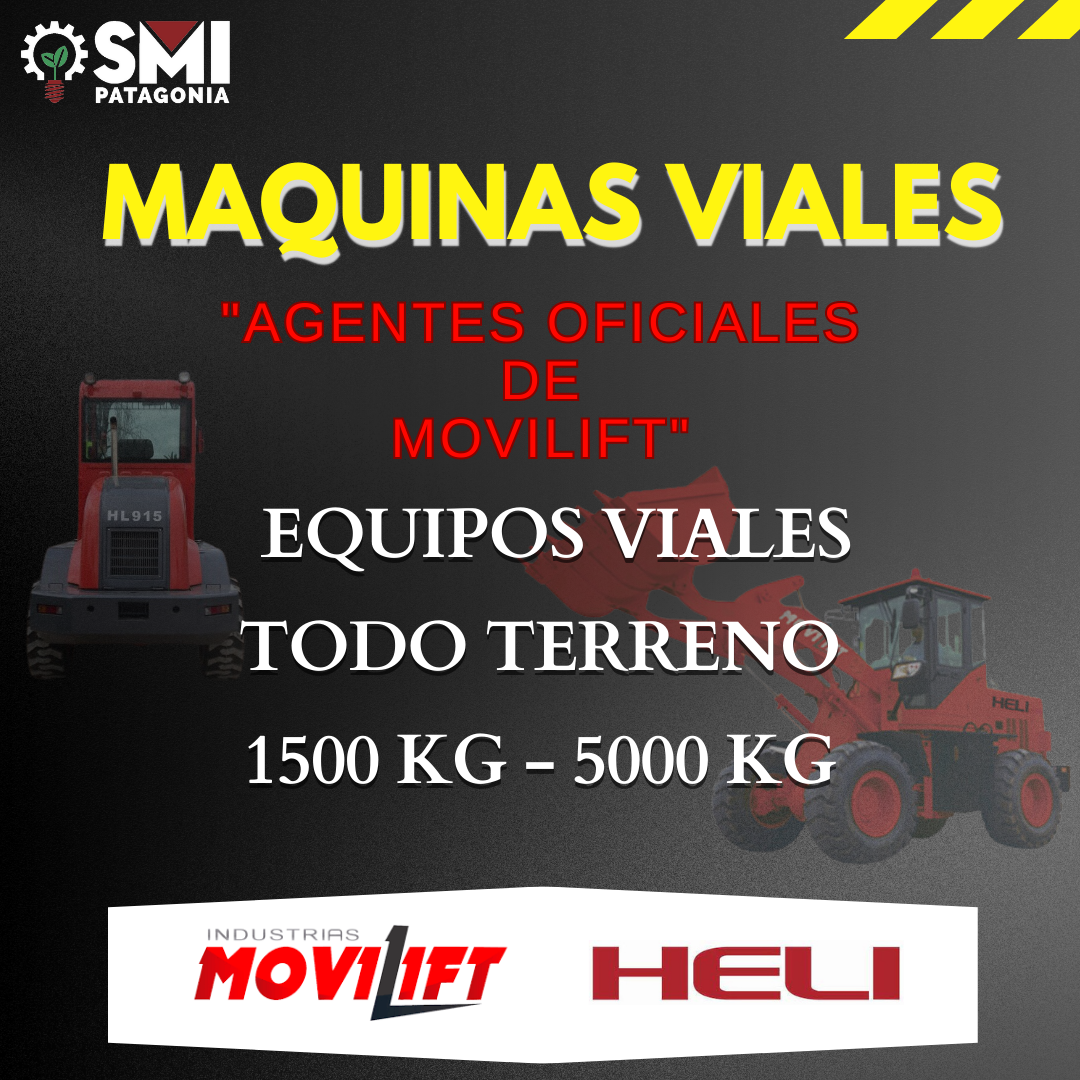 SMI
PATAGONIA
MAQUINAS VIALES
"AGENTES OFICIALES
DE
MOVILIFT"
HL915
EQUIPOS VIALES
TODO TERRENO
MOVILIFT
HELI
1500 KG – 5000 KG
INDUSTRIAS
MOVILIFT
HELI